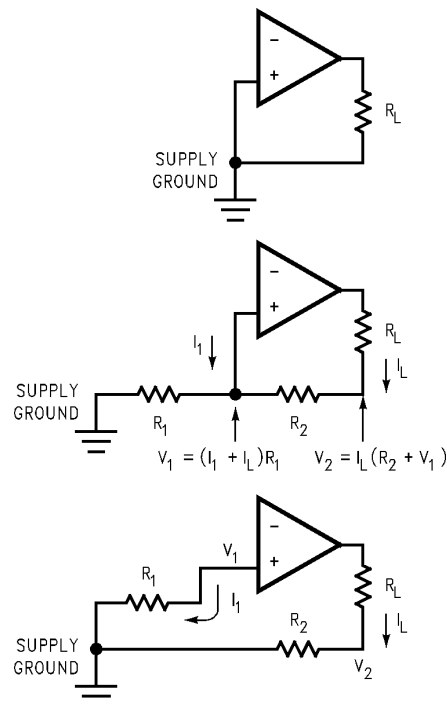 −
+
R_L
SUPPLY
GROUND
−
+
I_1
R_L
I_L
SUPPLY
GROUND
R_1
R_2
V_1 = (I_1 + I_L)R_1
V_2 = I_L(R_2 + V_1)
−
V_1
+
R_1
I_1
R_L
R_2
I_L
SUPPLY
GROUND
V_2